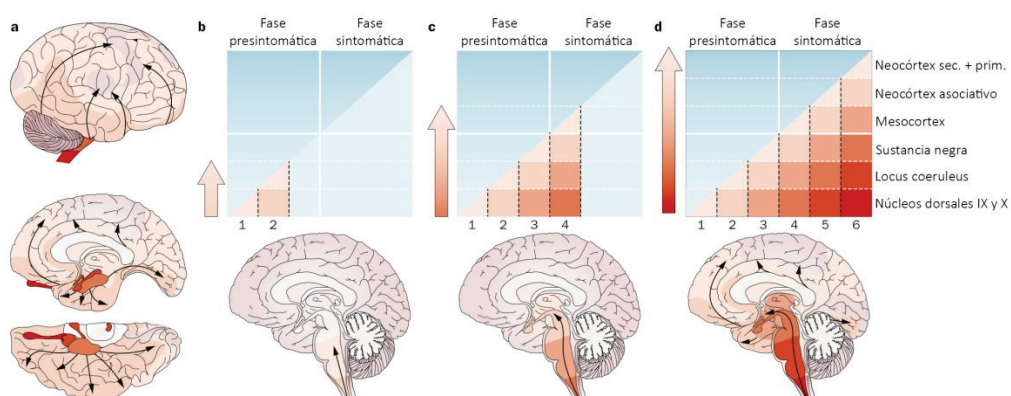 a
b
Fase
presintomática
Fase
sintomática
1 2
c
Fase
presintomática
Fase
sintomática
1 2 3 4
d
Fase
presintomática
Fase
sintomática
Neocórtex sec. + prim.
Neocórtex asociativo
Mesocortex
Sustancia negra
Locus coeruleus
Núcleos dorsales IX y X
1 2 3 4 5 6